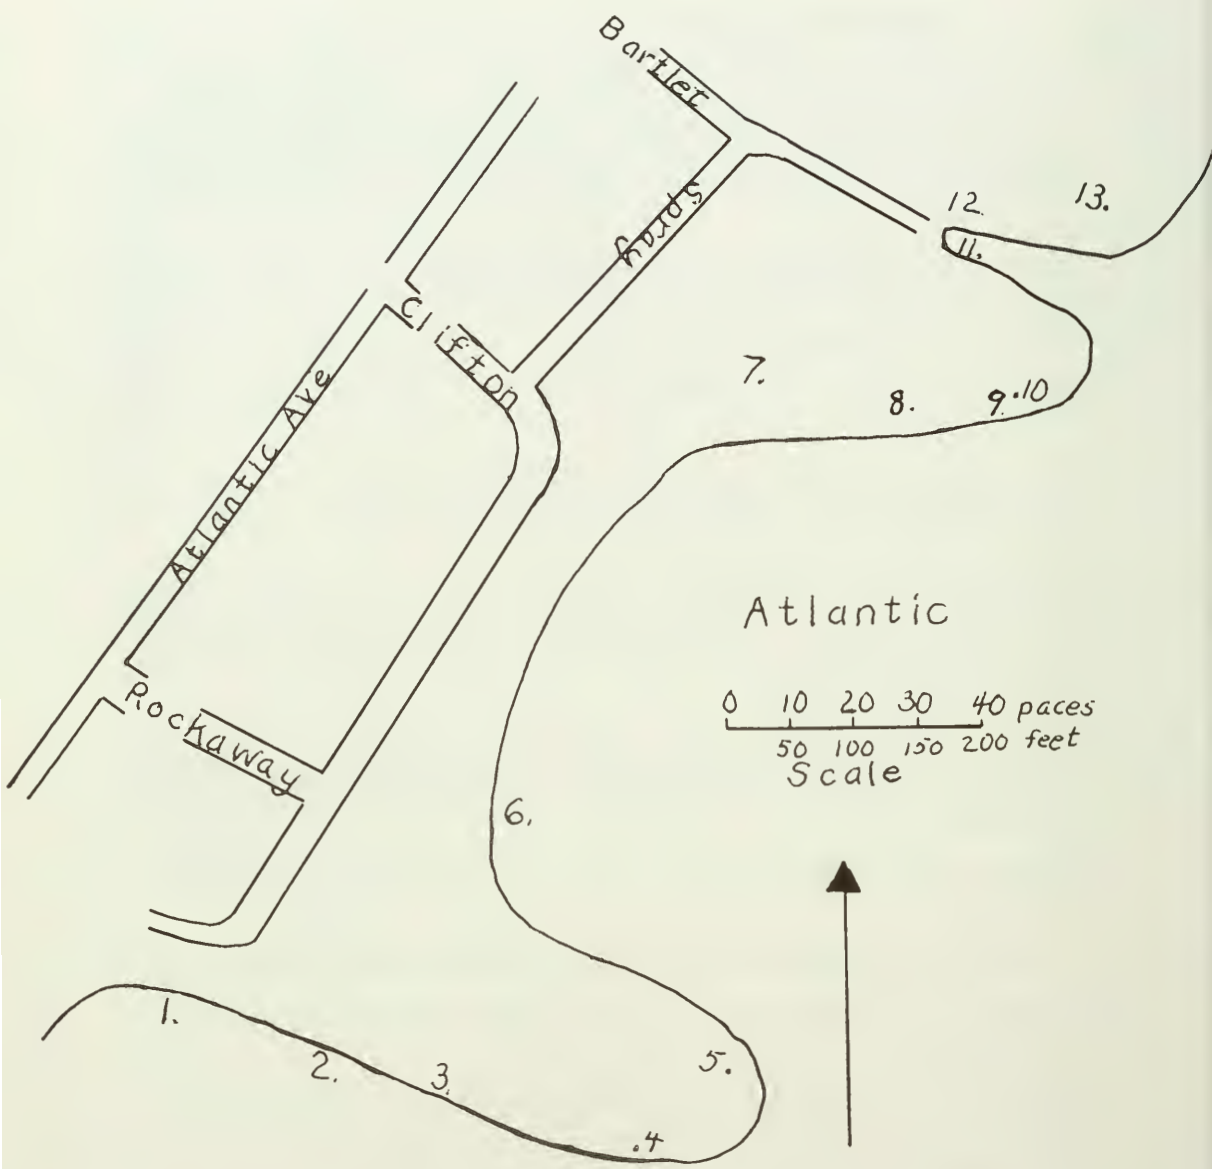 Bartlet
Spray
12.
13.
11.
Clifton
7.
8.
9.
.10
Atlantic Ave
Atlantic
Rockaway
0 10 20 30 40 paces
50 100 150 200 feet
Scale
6.
1.
2.
3.
5.
.4